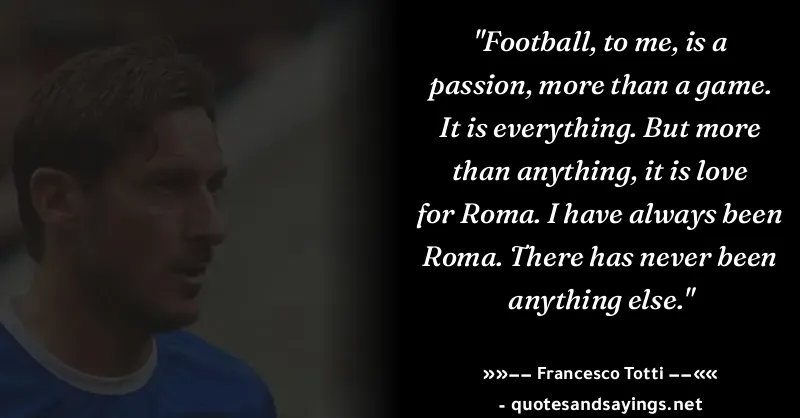 "Football, to me, is a
passion, more than a game.
It is everything. But more
than anything, it is love
for Roma. I have always been
Roma. There has never been
anything else."
»»–– Francesco Totti ––««
- quotesandsayings.net